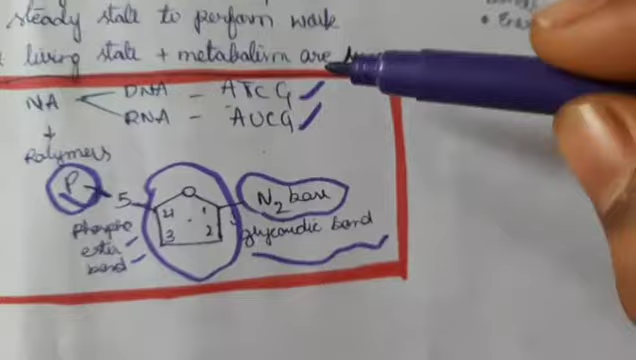 steady state to perform work
living state + metabolism are
NA DNA - ATCG
RNA - AUCG
+
Polymers
P 5 O N2 base
4 1
3 2
phospho
ester
bond
glycosidic bond